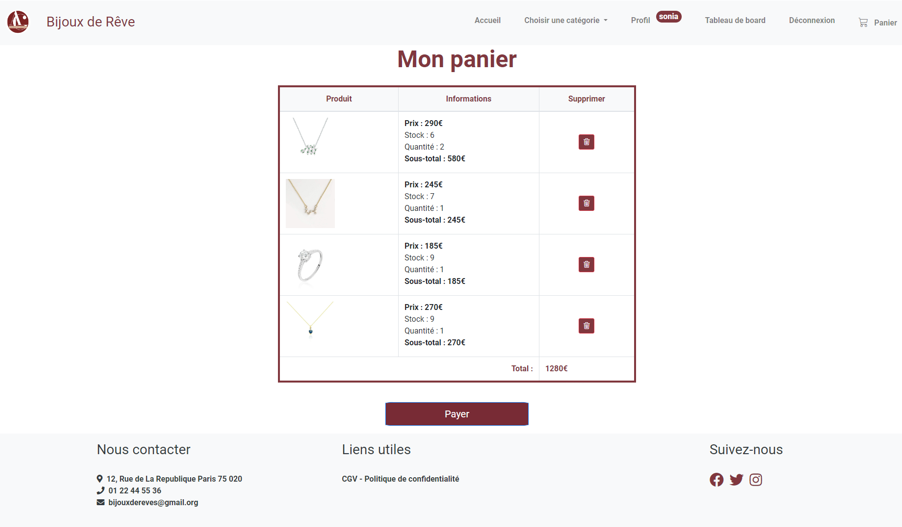 Bijoux de Rêve
Accueil
Choisir une catégorie
Profil sonia
Tableau de board
Déconnexion
Panier
Mon panier
Produit Informations Supprimer
Prix : 290€
Stock : 6
Quantité : 2
Sous-total : 580€
Prix : 245€
Stock : 7
Quantité : 1
Sous-total : 245€
Prix : 185€
Stock : 9
Quantité : 1
Sous-total : 185€
Prix : 270€
Stock : 9
Quantité : 1
Sous-total : 270€
Total : 1280€
Payer
Nous contacter
12, Rue de La Republique Paris 75 020
01 22 44 55 36
bijouxdereves@gmail.org
Liens utiles
CGV - Politique de confidentialité
Suivez-nous